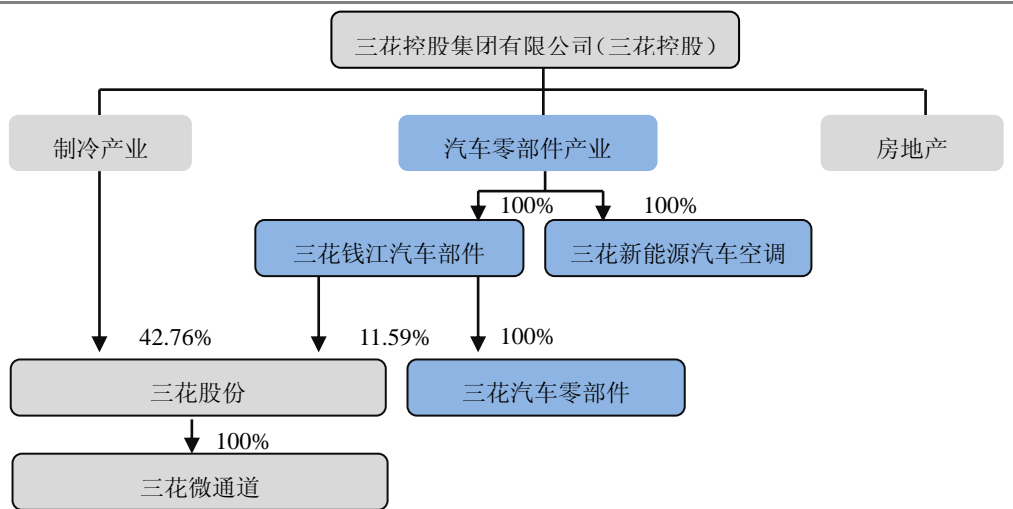 三花控股集团有限公司（三花控股）
制冷产业
汽车零部件产业
房地产
100%
100%
三花钱江汽车部件
三花新能源汽车空调
42.76%
11.59%
100%
三花股份
三花汽车零部件
100%
三花微通道